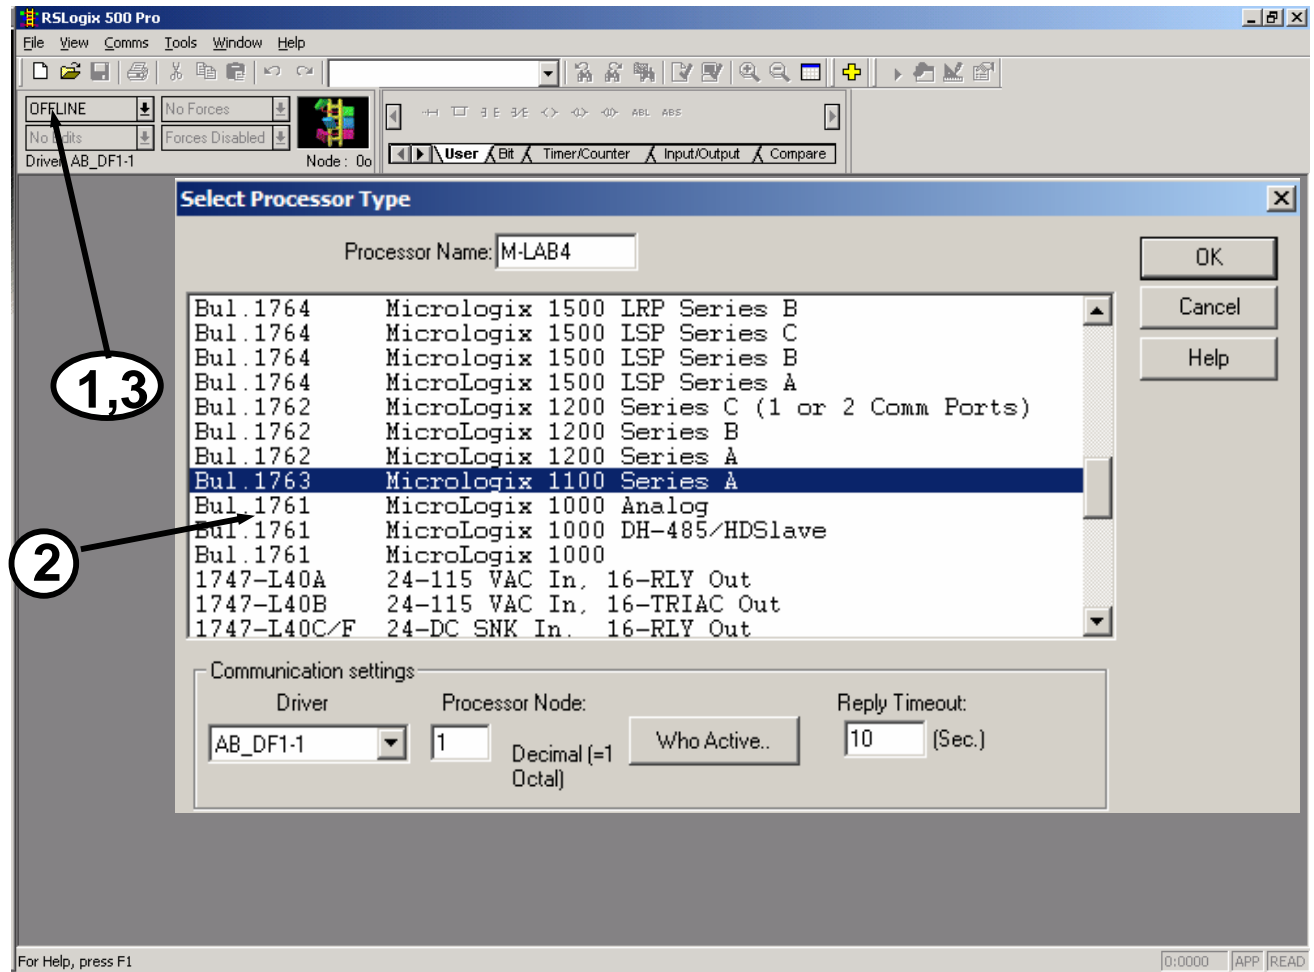 RSLogix 500 Pro
File View Comms Tools Window Help
OFFLINE No Forces
No Edits Forces Disabled
Driver: AB_DF1-1 Node : 0o
ABL ABS
User Bit Timer/Counter Input/Output Compare
Select Processor Type
Processor Name: M-LAB4
OK
Cancel
Help
Bul.1764 Micrologix 1500 LRP Series B
Bul.1764 Micrologix 1500 LSP Series C
Bul.1764 Micrologix 1500 LSP Series B
Bul.1764 MicroLogix 1500 LSP Series A
Bul.1762 MicroLogix 1200 Series C (1 or 2 Comm Ports)
Bul.1762 MicroLogix 1200 Series B
Bul.1762 MicroLogix 1200 Series A
Bul.1763 Micrologix 1100 Series A
Bul.1761 MicroLogix 1000 Analog
Bul.1761 MicroLogix 1000 DH-485/HDSlave
Bul.1761 MicroLogix 1000
1747-L40A 24-115 VAC In, 16-RLY Out
1747-L40B 24-115 VAC In, 16-TRIAC Out
1747-L40C/F 24-DC SNK In, 16-RLY Out
1,3
2
Communication settings
Driver Processor Node: Reply Timeout:
AB_DF1-1 1 Decimal (=1 Octal) Who Active.. 10 (Sec.)
For Help, press F1 0:0000 APP READ